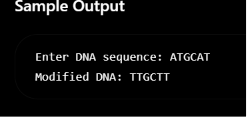 Sample Output
Enter DNA sequence: ATGCAT
Modified DNA: TTGCTT